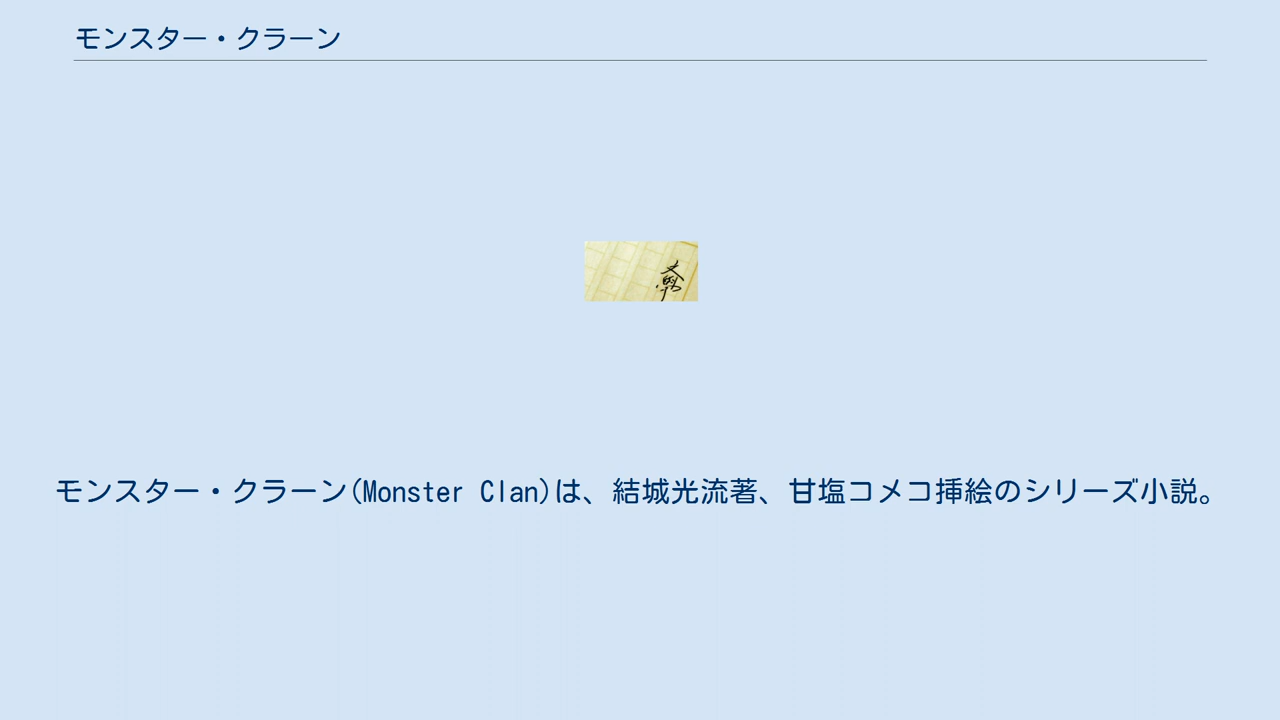 モンスター・クラーン
モンスター・クラーン(Monster Clan)は、結城光流著、甘塩コメコ挿絵のシリーズ小説。